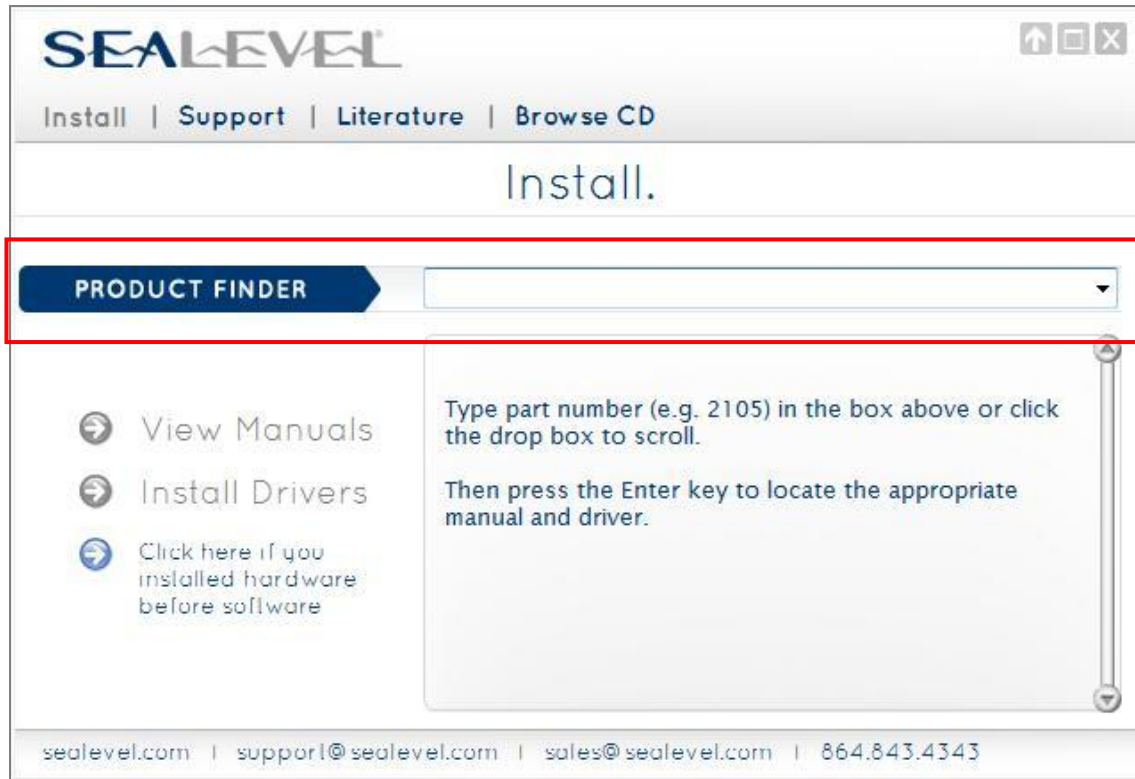 SEALEVEL®
Install | Support | Literature | Browse CD
Install.
PRODUCT FINDER
Type part number (e.g. 2105) in the box above or click
the drop box to scroll.
Then press the Enter key to locate the appropriate
manual and driver.
View Manuals
Install Drivers
Click here if you
installed hardware
before software
sealevel.com | support@sealevel.com | sales@sealevel.com | 864.843.4343